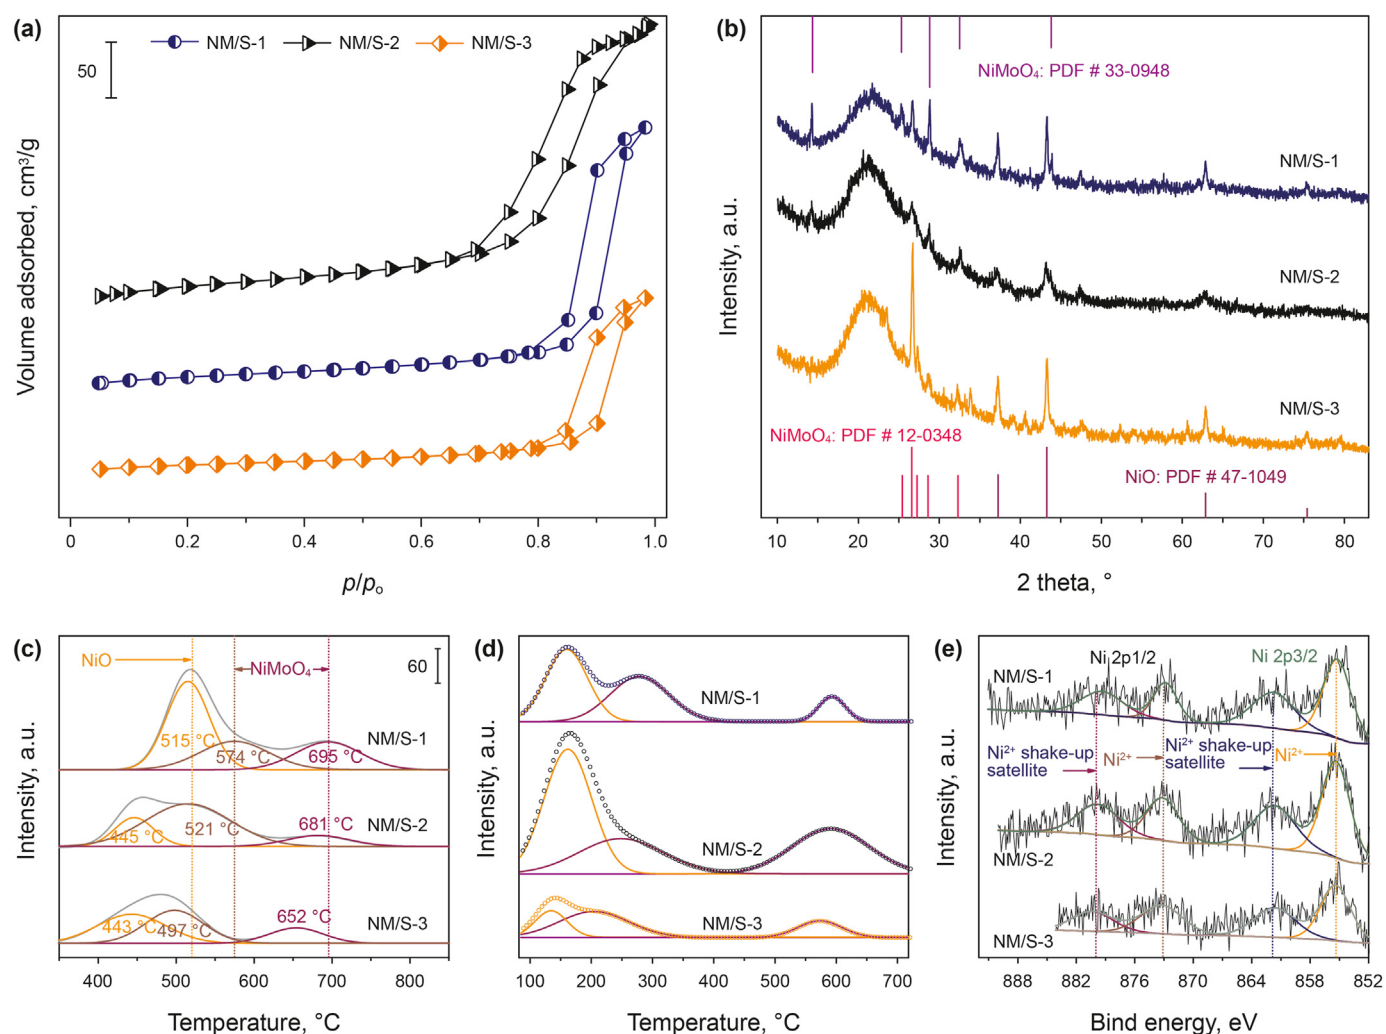 (a)
50
NM/S-1 NM/S-2 NM/S-3
Volume adsorbed, cm³/g
0 0.2 0.4 0.6 0.8 1.0
p/pₒ
(b)
NiMoO₄: PDF # 33-0948
NM/S-1
NM/S-2
NM/S-3
NiMoO₄: PDF # 12-0348
NiO: PDF # 47-1049
Intensity, a.u.
10 20 30 40 50 60 70 80
2 theta, °
(c)
60
NiO
NiMoO₄
NM/S-1
515 °C
574 °C
695 °C
NM/S-2
445 °C
521 °C
681 °C
NM/S-3
443 °C
497 °C
652 °C
Intensity, a.u.
400 500 600 700 800
Temperature, °C
(d)
NM/S-1
NM/S-2
NM/S-3
Intensity, a.u.
100 200 300 400 500 600 700
Temperature, °C
(e)
Ni 2p1/2
Ni 2p3/2
NM/S-1
Ni²⁺ shake-up
satellite
Ni²⁺
Ni²⁺ shake-up
satellite
Ni²⁺
NM/S-2
NM/S-3
Intensity, a.u.
888 882 876 870 864 858 852
Bind energy, eV